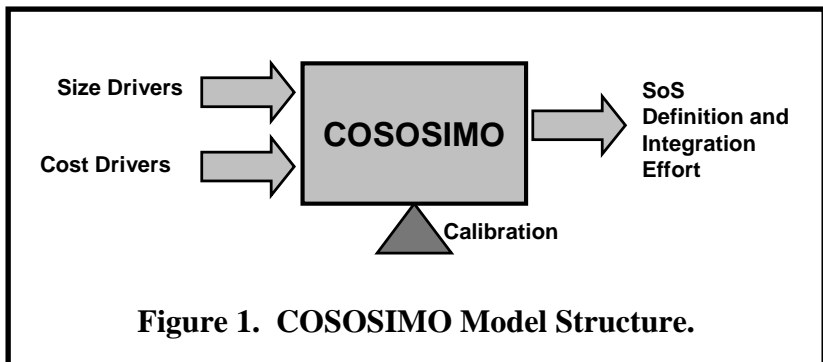 Size Drivers
Cost Drivers
COSOSIMO
SoS
Definition and
Integration
Effort
Calibration
Figure 1. COSOSIMO Model Structure.